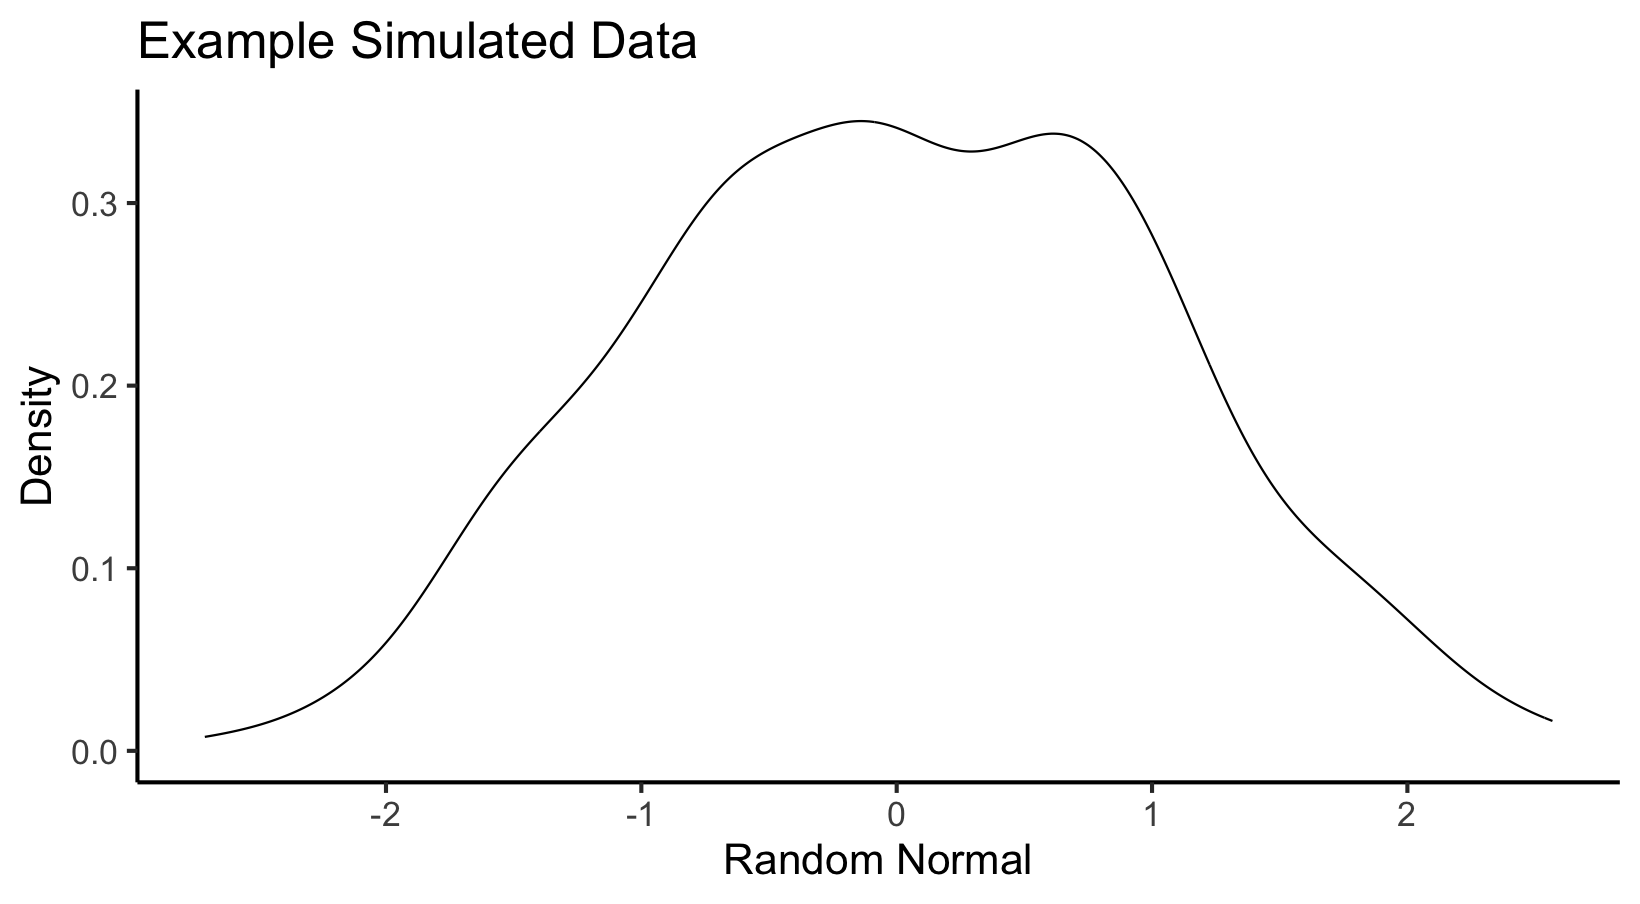 Example Simulated Data
0.3
0.2
0.1
0.0
Density
-2 -1 0 1 2
Random Normal